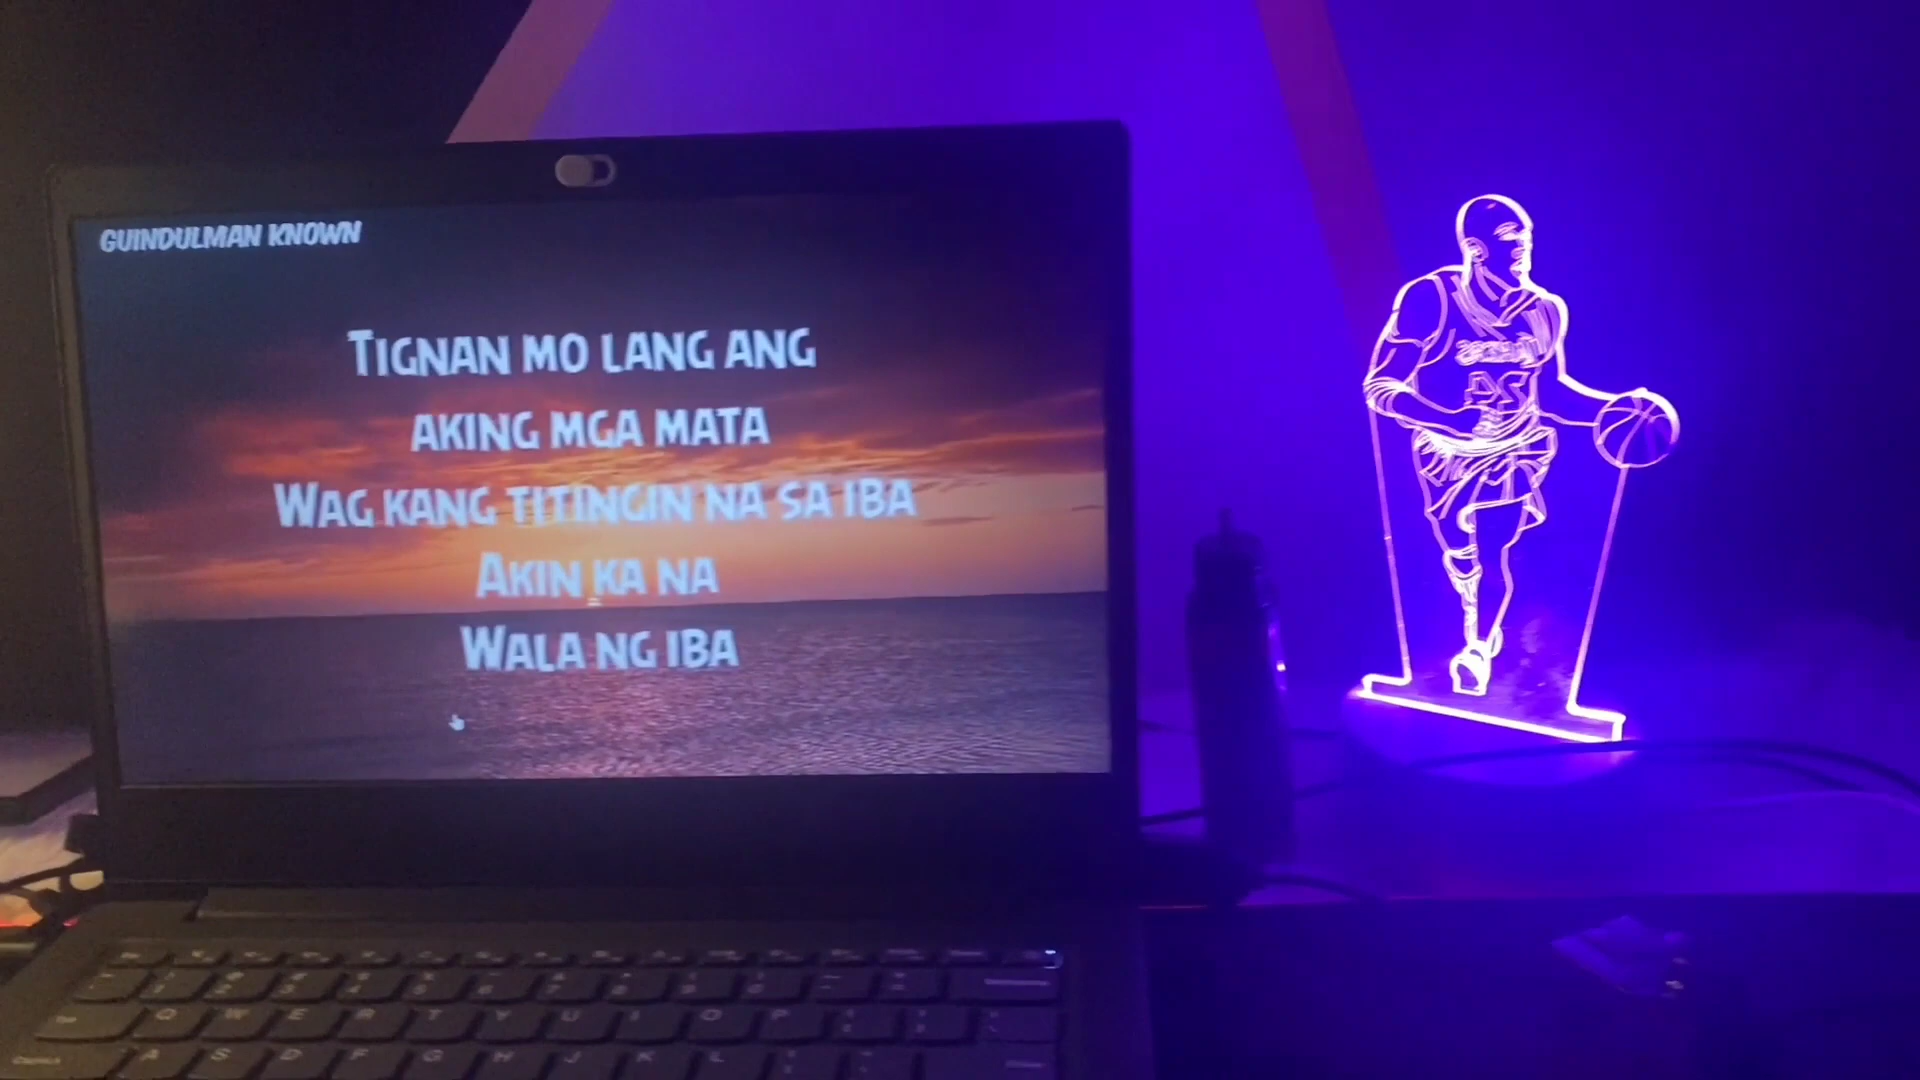 GUINDULMAN KNOWN
TIGNAN MO LANG ANG
AKING MGA MATA
WAG KANG TITINGIN NA SA IBA
AKIN KA NA
WALA NG IBA
24
Q W E R T Y U I O P
A S D F G H J K L